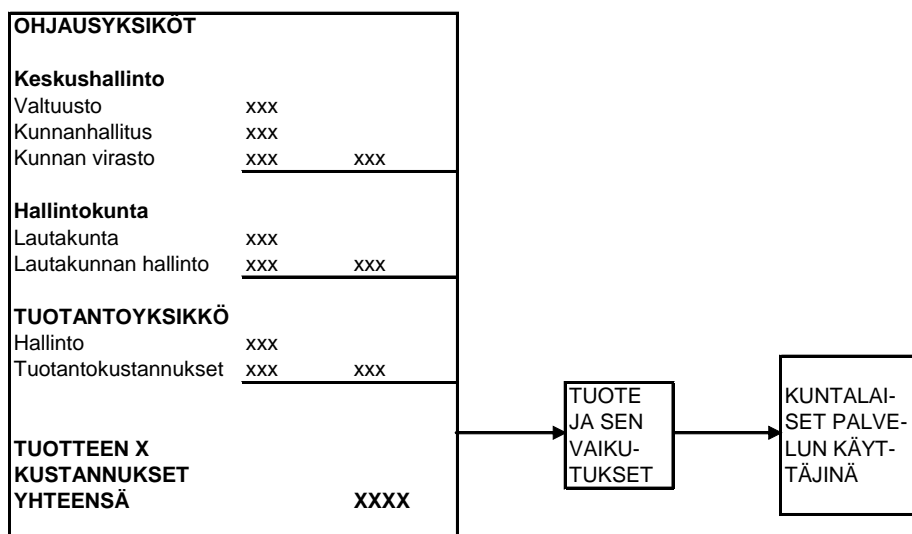 OHJAUSYKSIKÖT
Keskushallinto
Valtuusto xxx
Kunnanhallitus xxx
Kunnan virasto xxx xxx
Hallintokunta
Lautakunta xxx
Lautakunnan hallinto xxx xxx
TUOTANTOYKSIKKÖ
Hallinto xxx
Tuotantokustannukset xxx xxx
TUOTTEEN X
KUSTANNUKSET
YHTEENSÄ XXXX
TUOTE
JA SEN
VAIKU-
TUKSET
KUNTALAI-
SET PALVE-
LUN KÄYT-
TÄJINÄ